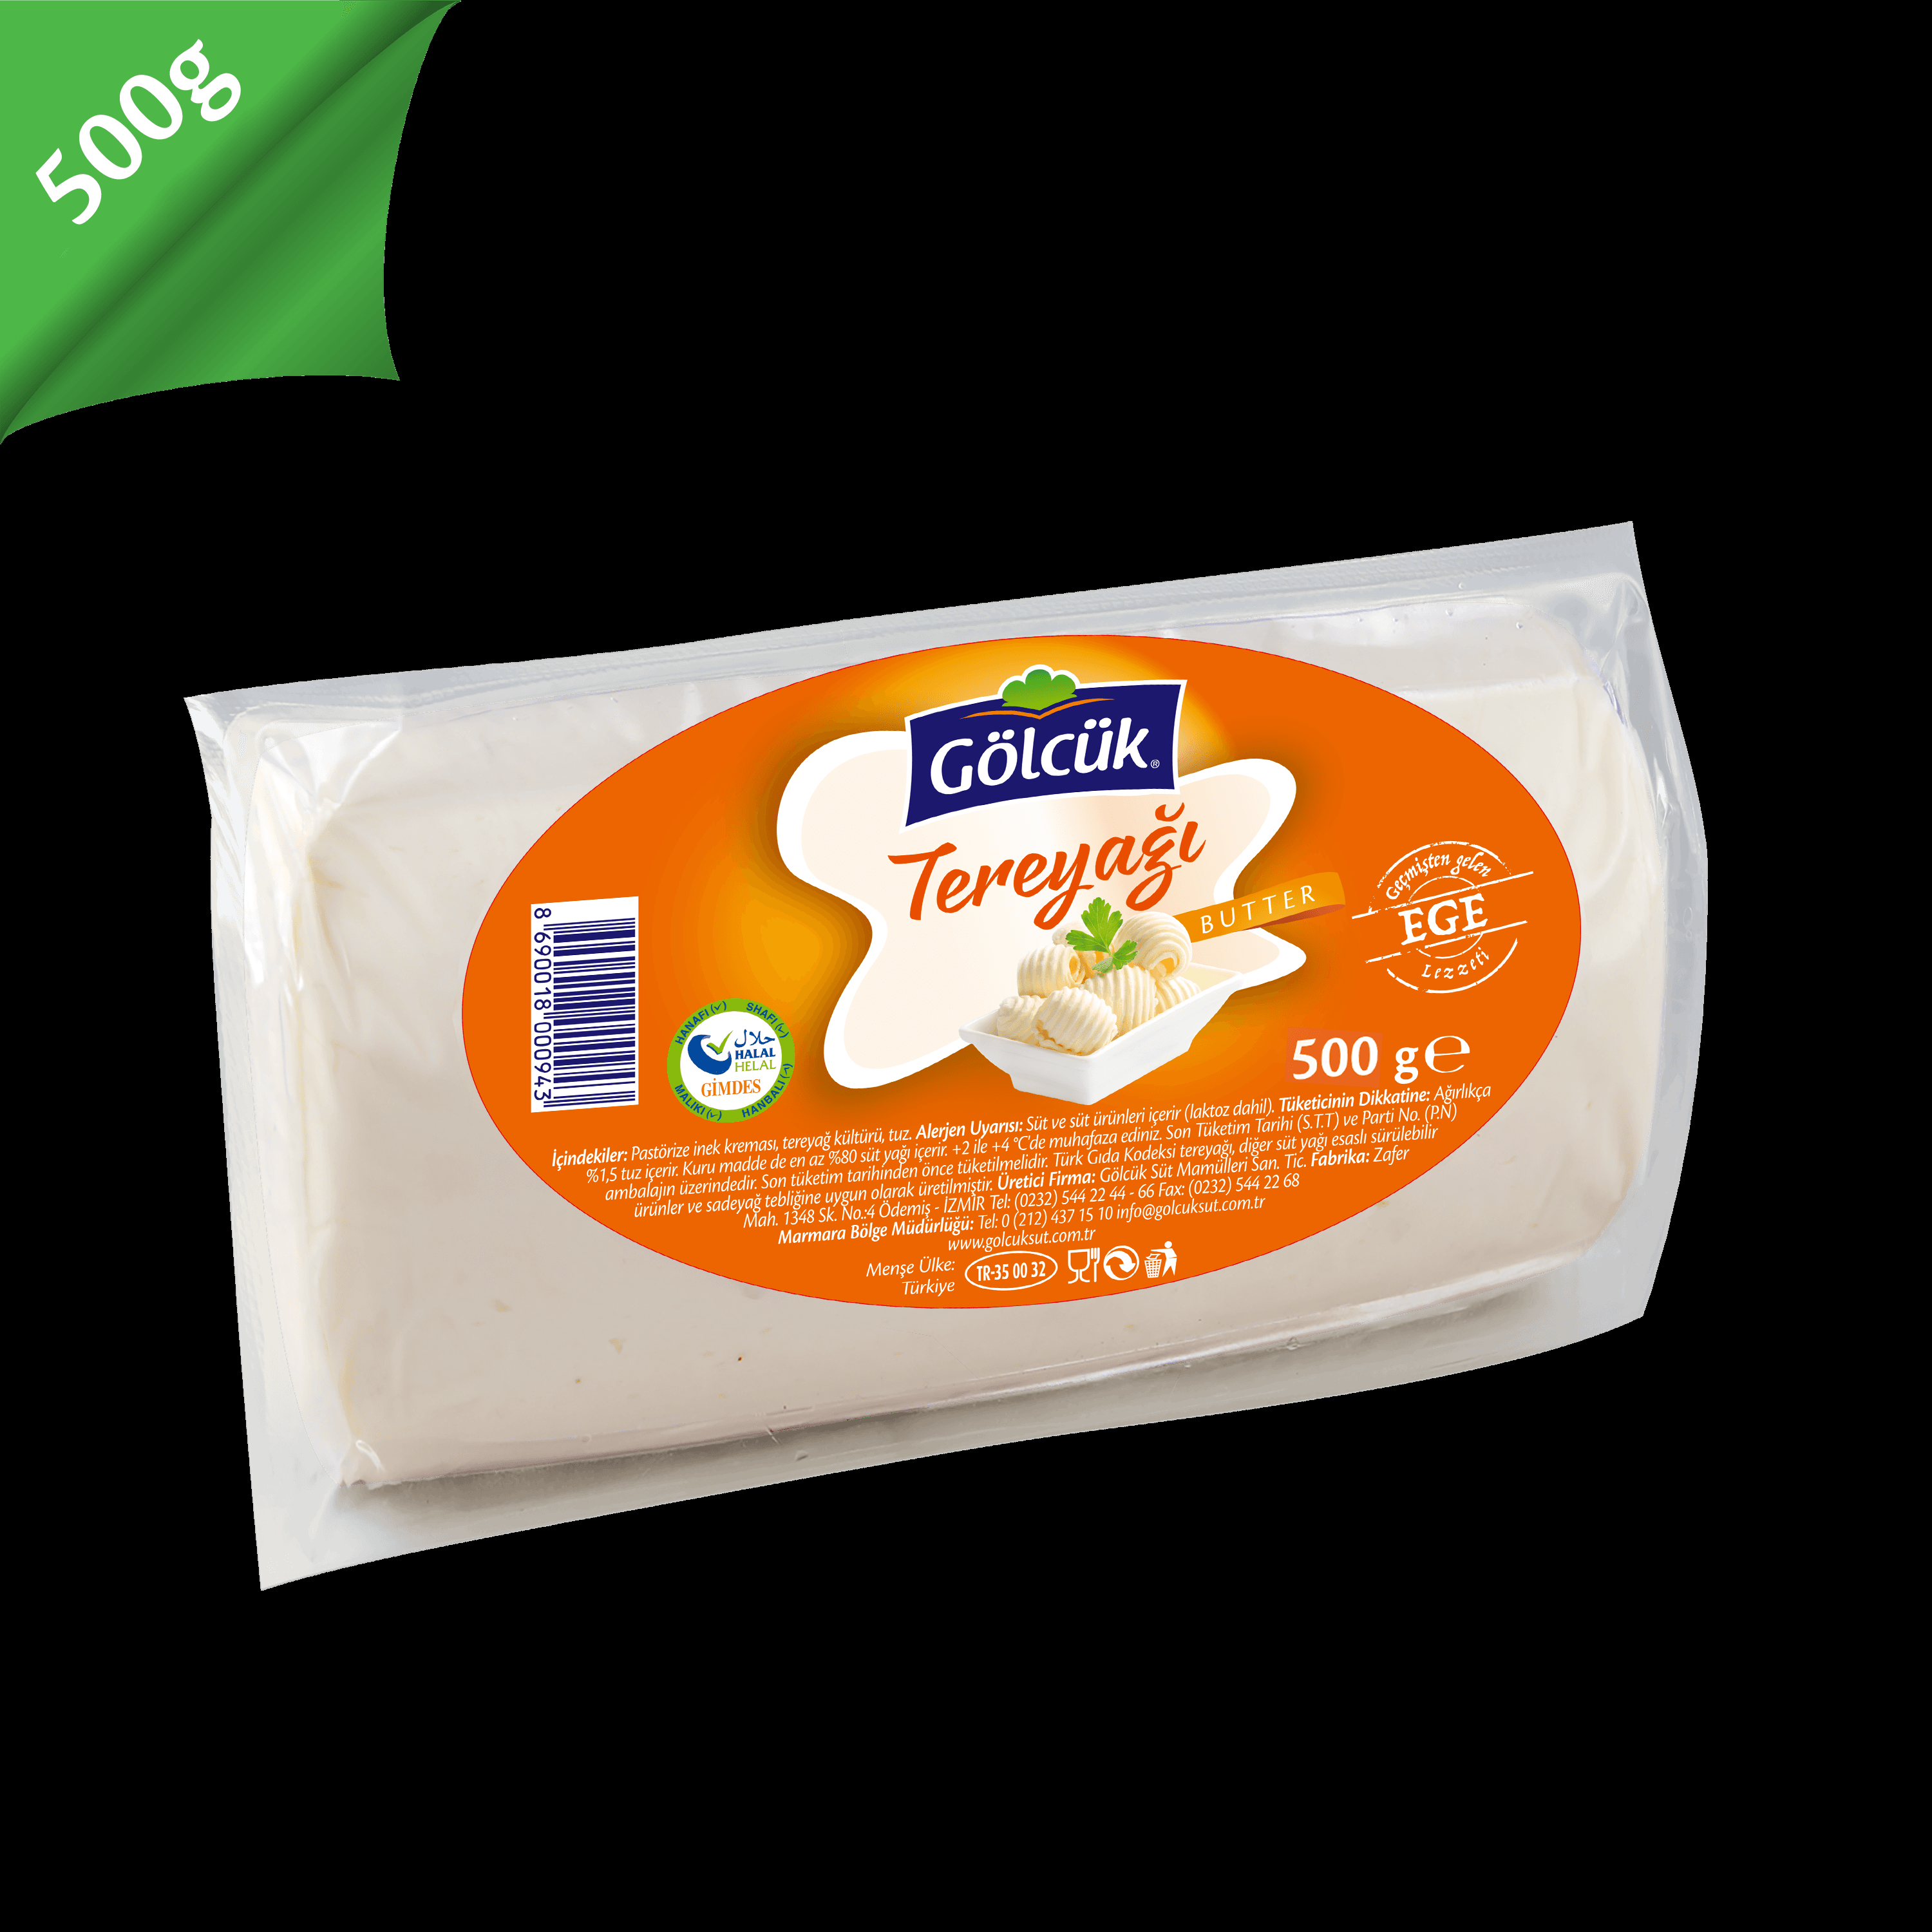 500g
Gölcük®
Tereyağı
BUTTER
Geçmişten gelen
EGE
Lezzeti
8 690018 000943
HANAFI (✓) SHAFI (✓)
حلال
HALAL
HELAL
GİMDES
MALIKI (✓) HANBALI (✓)
500 g ℮
İçindekiler: Pastörize inek kreması, tereyağ kültürü, tuz. Alerjen Uyarısı: Süt ve süt ürünleri içerir (laktoz dahil). Tüketicinin Dikkatine: Ağırlıkça
%1,5 tuz içerir. Kuru madde de en az %80 süt yağı içerir. +2 ile +4 °C'de muhafaza ediniz. Son Tüketim Tarihi (S.T.T) ve Parti No. (P.N)
ambalajın üzerindedir. Son tüketim tarihinden önce tüketilmelidir. Türk Gıda Kodeksi tereyağı, diğer süt yağı esaslı sürülebilir
ürünler ve sadeyağ tebliğine uygun olarak üretilmiştir. Üretici Firma: Gölcük Süt Mamülleri San. Tic. Fabrika: Zafer
Mah. 1348 Sk. No.:4 Ödemiş - İZMİR Tel: (0232) 544 22 44 - 66 Fax: (0232) 544 22 68
Marmara Bölge Müdürlüğü: Tel: 0 (212) 437 15 10 info@golcuksut.com.tr
www.golcuksut.com.tr
Menşe Ülke:
Türkiye
TR-35 00 32